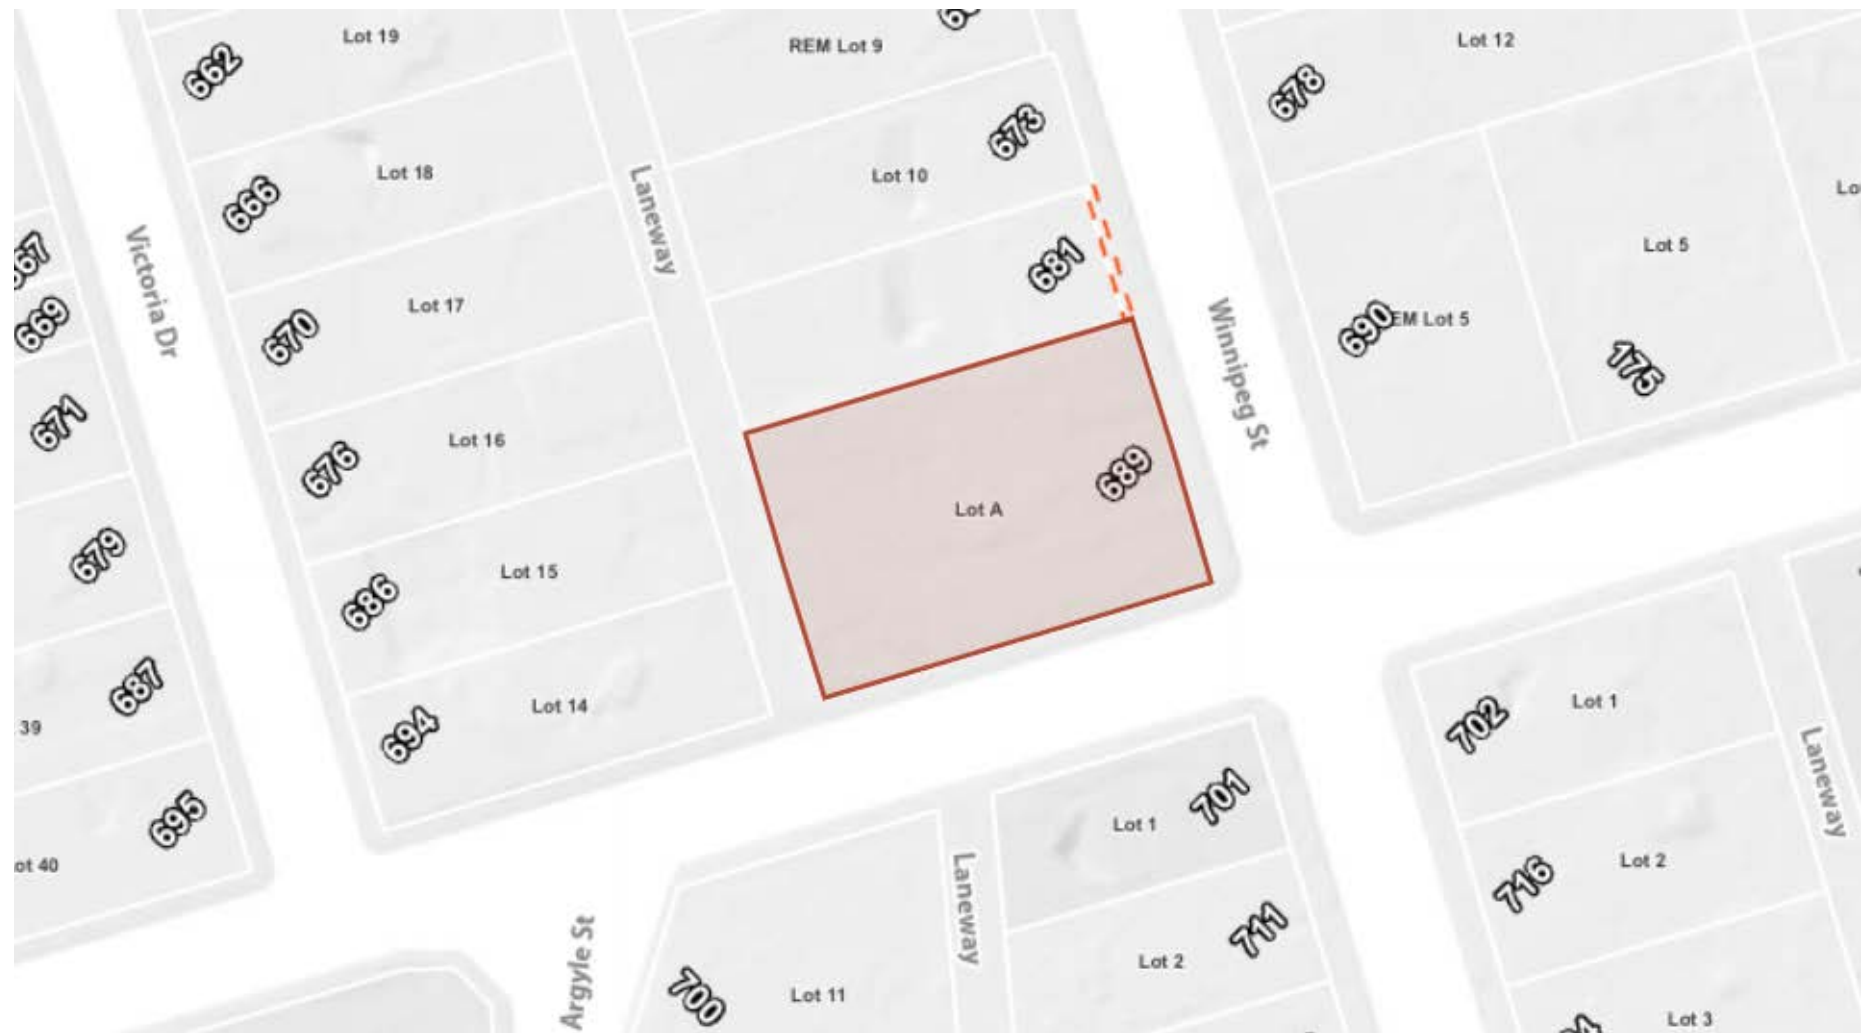 Lot 19
662
REM Lot 9
Lot 12
678
673
Lot 18
666
Lot 10
Laneway
Lot 5
681
669
Victoria Dr
Lot 17
670
Winnipeg St
690
EM Lot 5
175
671
Lot 16
676
689
Lot A
679
Lot 15
686
687
694
Lot 14
39
702
Lot 1
Laneway
695
701
Lot 1
ot 40
716
Lot 2
Laneway
711
Lot 2
Argyle St
700
Lot 11
Lot 3